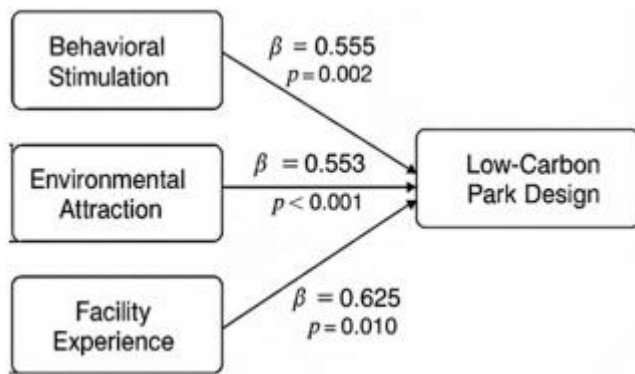 Behavioral
Stimulation
β = 0.555
p = 0.002
Environmental
Attraction
β = 0.553
p < 0.001
Low-Carbon
Park Design
Facility
Experience
β = 0.625
p = 0.010